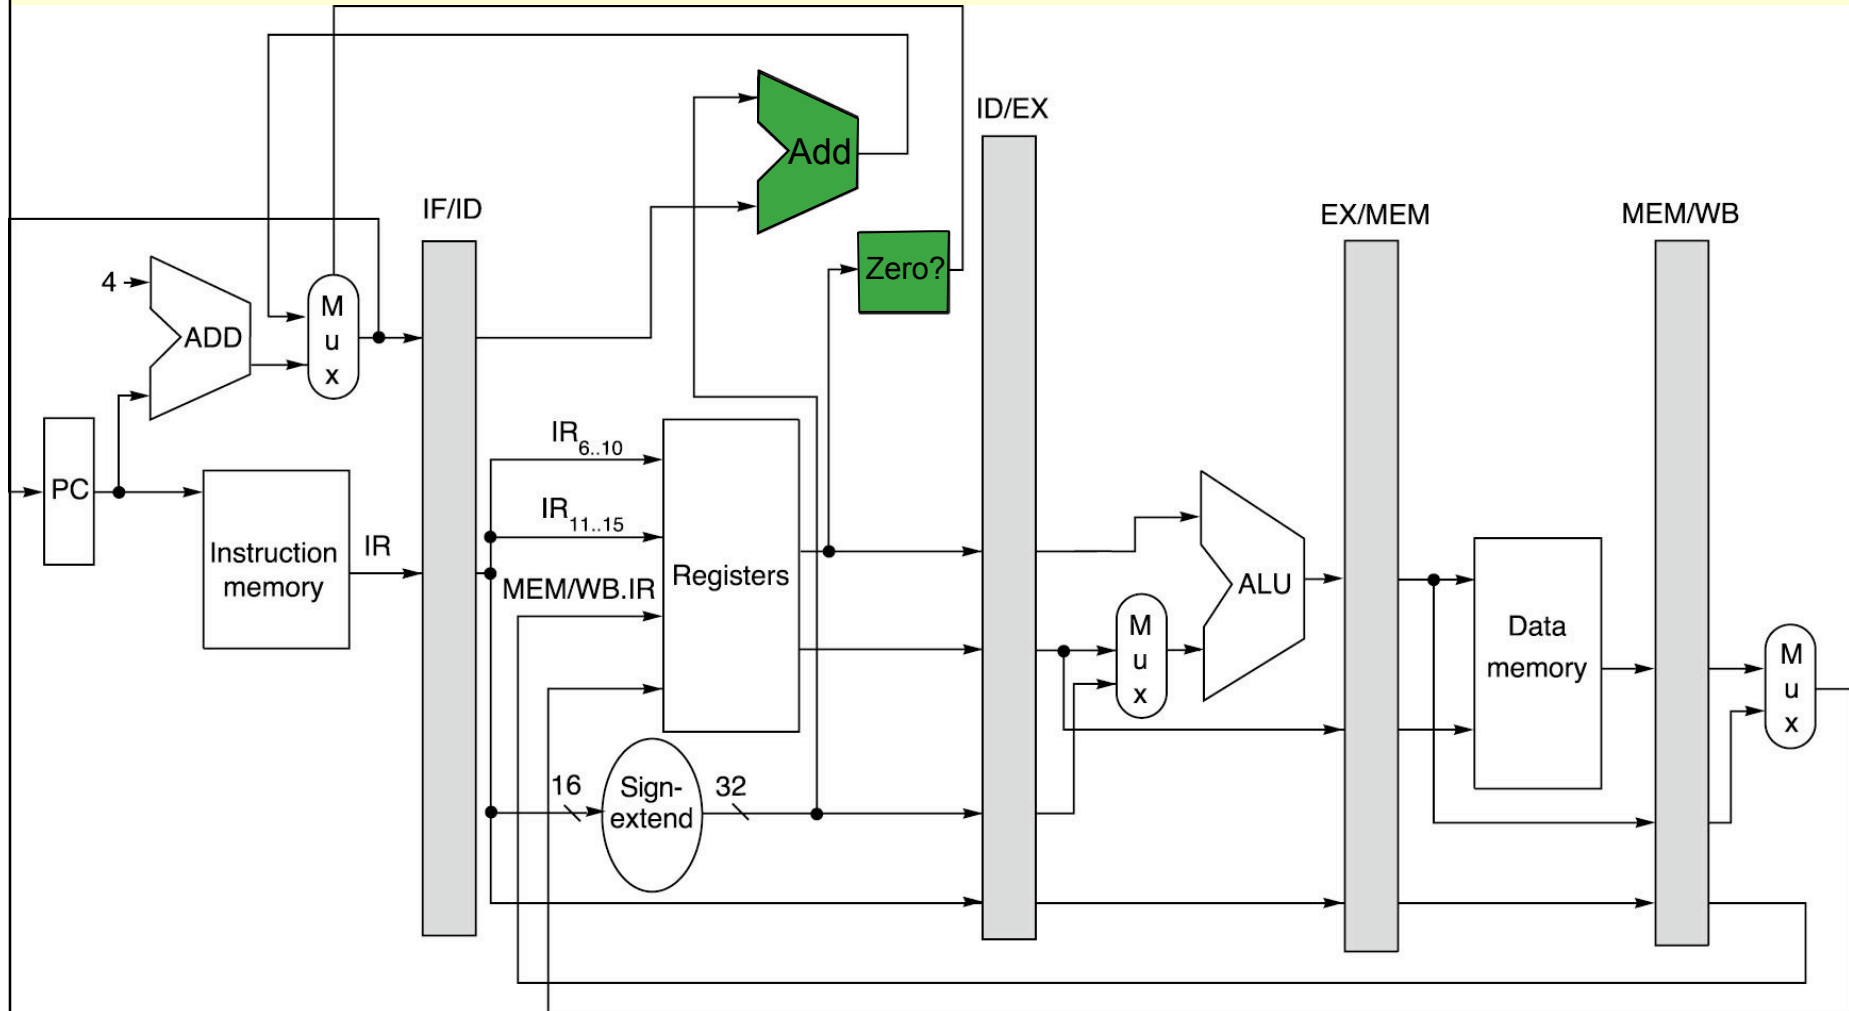 ID/EX
Add
IF/ID
EX/MEM
MEM/WB
Zero?
4
ADD
M
u
x
IR6..10
PC
IR11..15
IR
Instruction
memory
MEM/WB.IR
Registers
ALU
M
u
x
Data
memory
M
u
x
16
Sign-
extend
32